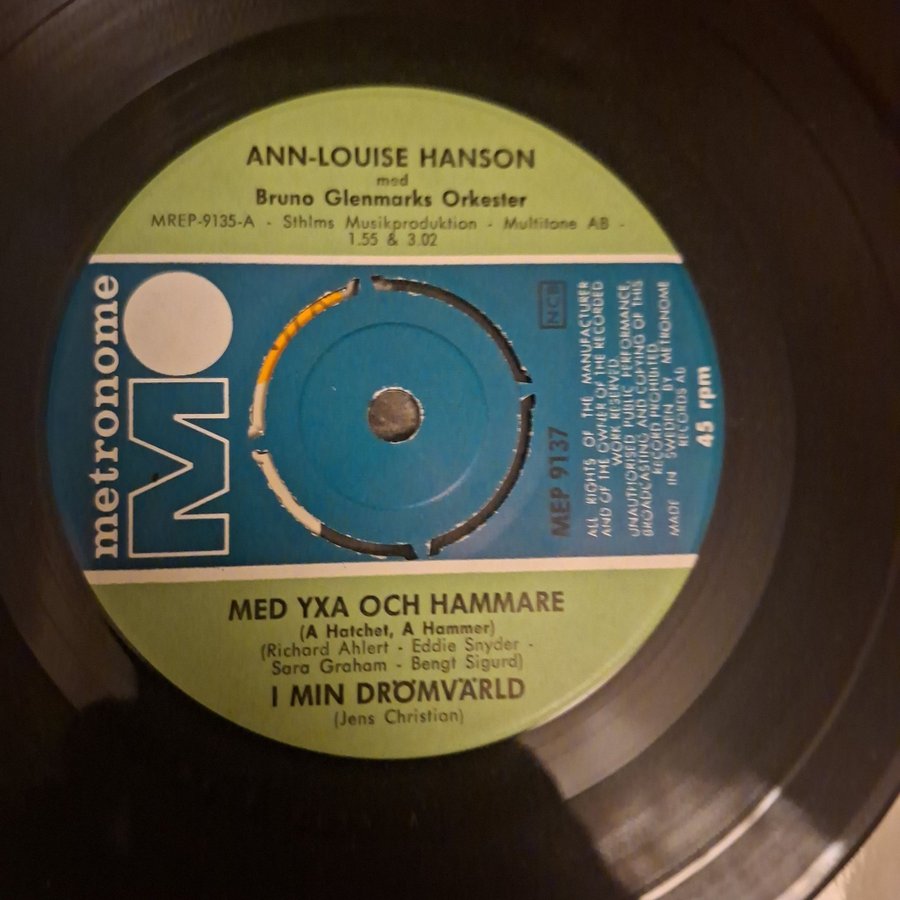 ANN-LOUISE HANSON
med
Bruno Glenmarks Orkester
MREP-9135-A - Sthlms Musikproduktion - Multitone AB -
1.55 & 3.02
metronome
M
NCB
MEP 9137
ALL RIGHTS OF THE MANUFACTURER
AND OF THE OWNER OF THE RECORDED
WORK RESERVED.
UNAUTHORISED PUBLIC PERFORMANCE,
BROADCASTING AND COPYING OF THIS
RECORD PROHIBITED.
MADE IN SWEDEN BY METRONOME
RECORDS AB
45 rpm
MED YXA OCH HAMMARE
(A Hatchet, A Hammer)
(Richard Ahlert - Eddie Snyder -
Sara Graham - Bengt Sigurd)
I MIN DRÖMVÄRLD
(Jens Christian)